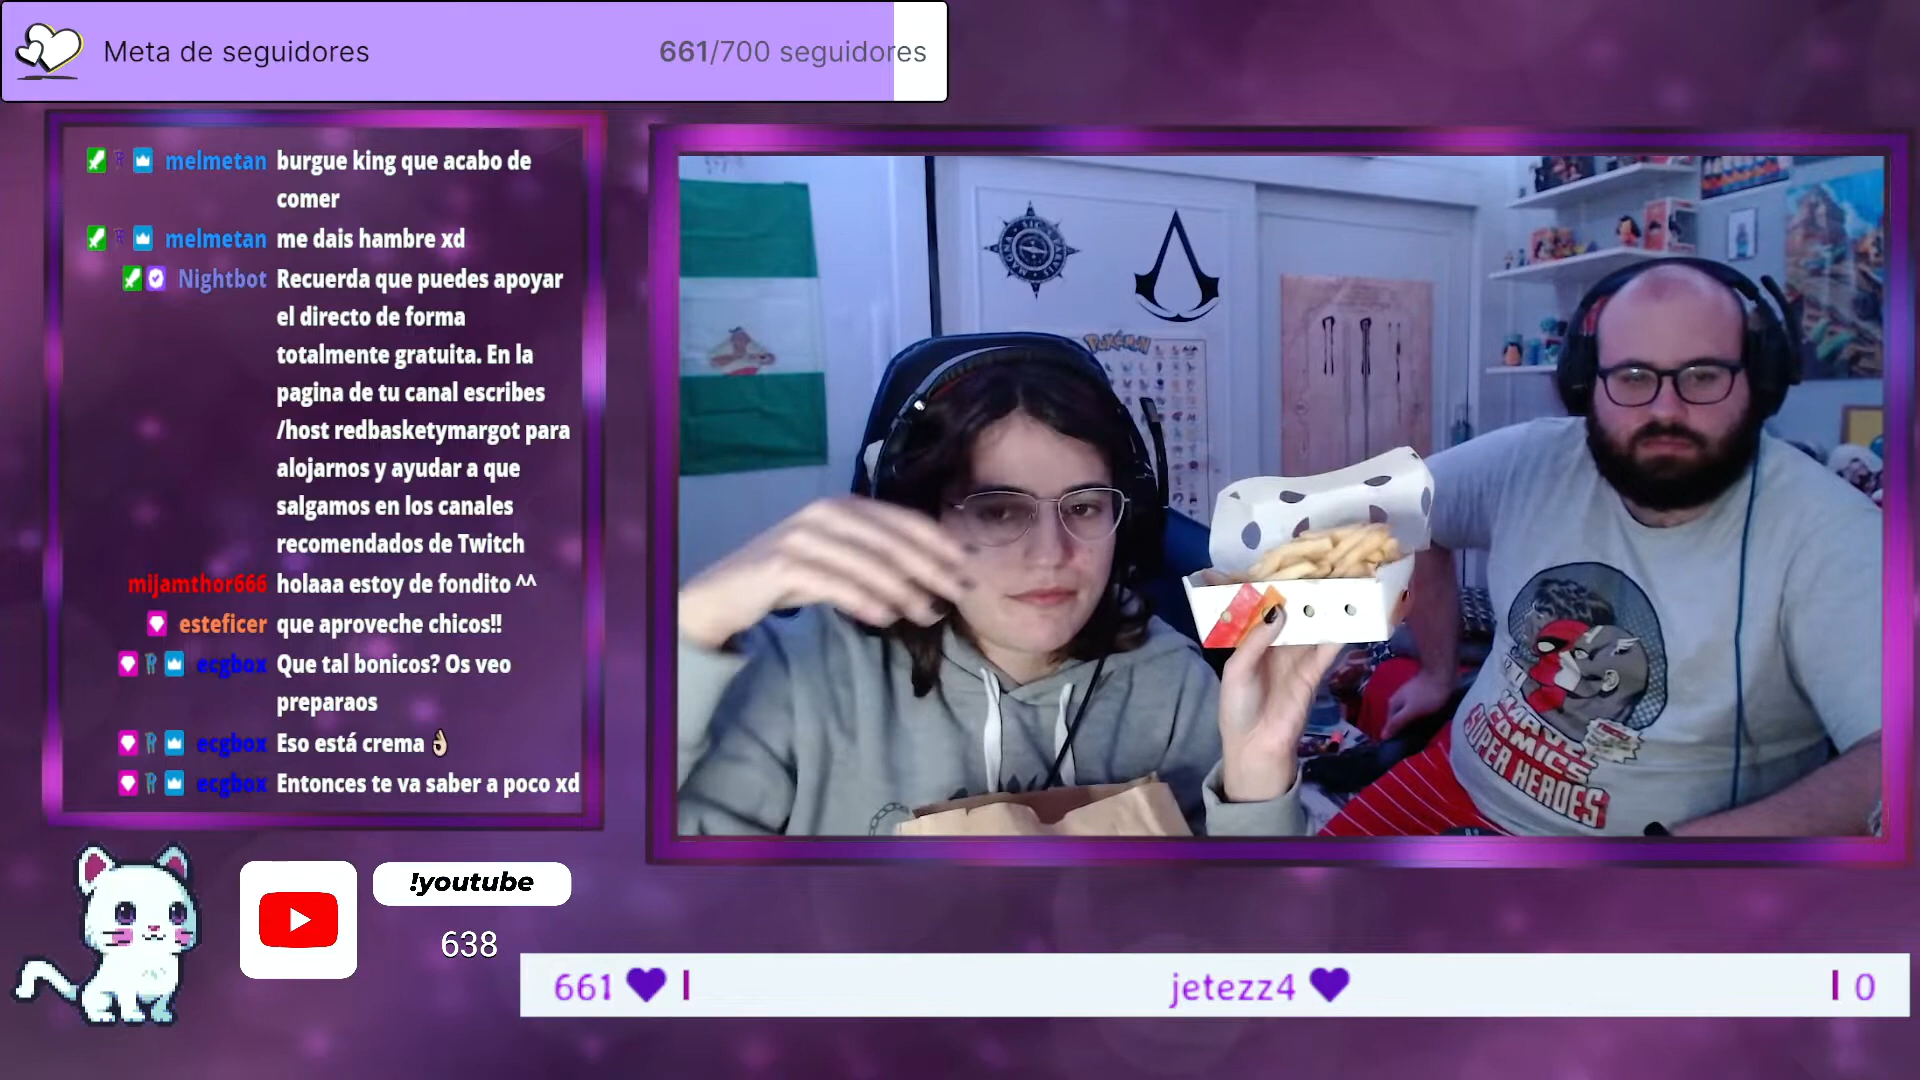 Meta de seguidores
661/700 seguidores
melmetan burgue king que acabo de
comer
melmetan me dais hambre xd
Nightbot Recuerda que puedes apoyar
el directo de forma
totalmente gratuita. En la
pagina de tu canal escribes
/host redbasketymargot para
alojarnos y ayudar a que
salgamos en los canales
recomendados de Twitch
mijamthor666 holaaa estoy de fondito ^^
esteficer que aproveche chicos!!
ecgbox Que tal bonicos? Os veo
preparaos
ecgbox Eso está crema 👌🏻
ecgbox Entonces te va saber a poco xd
POKÉMON
MARVEL
COMICS
SUPER HEROES
!youtube
638
661 💜 |
jetezz4 💜
| 0